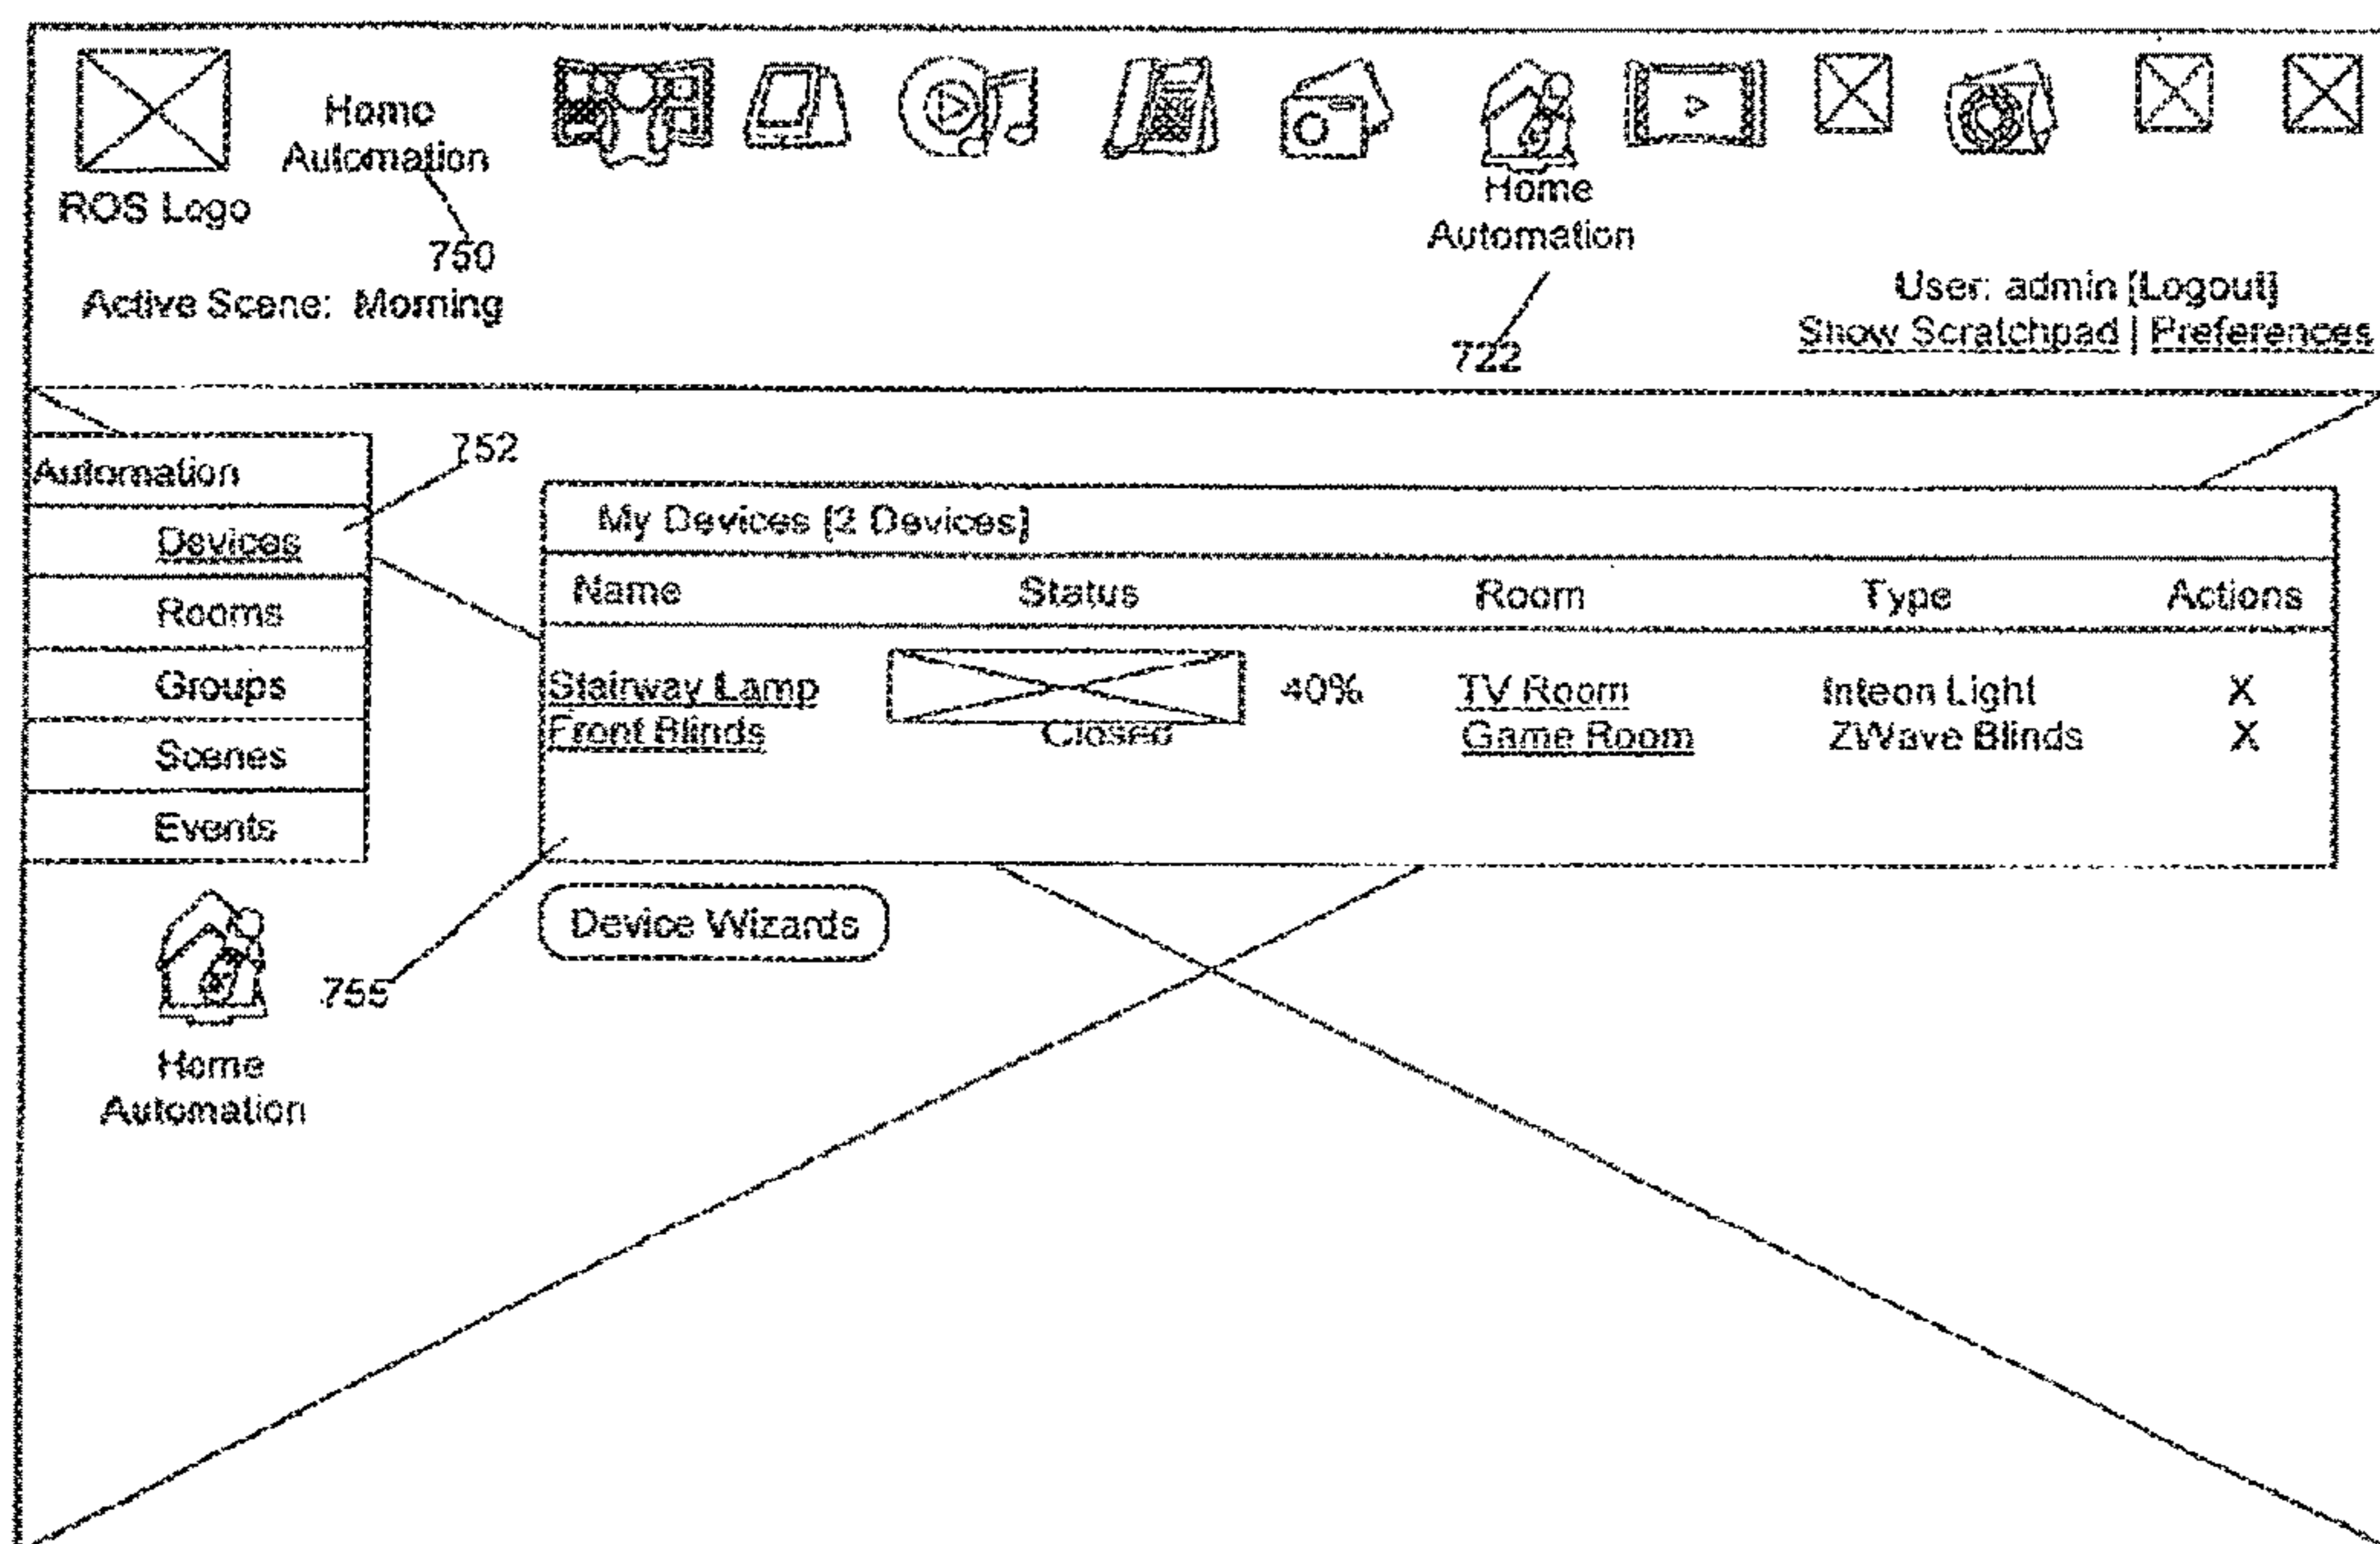 Home
Automation
ROS Logo
750
Active Scene: Morning
Home
Automation
722
User: admin [Logout]
Show Scratchpad | Preferences
752
Automation
Devices
Rooms
Groups
Scenes
Events
My Devices [2 Devices]
Name Status Room Type Actions
Stairway Lamp 40% TV Room Inteon Light X
Front Blinds Closed Game Room ZWave Blinds X
Device Wizards
755
Home
Automation